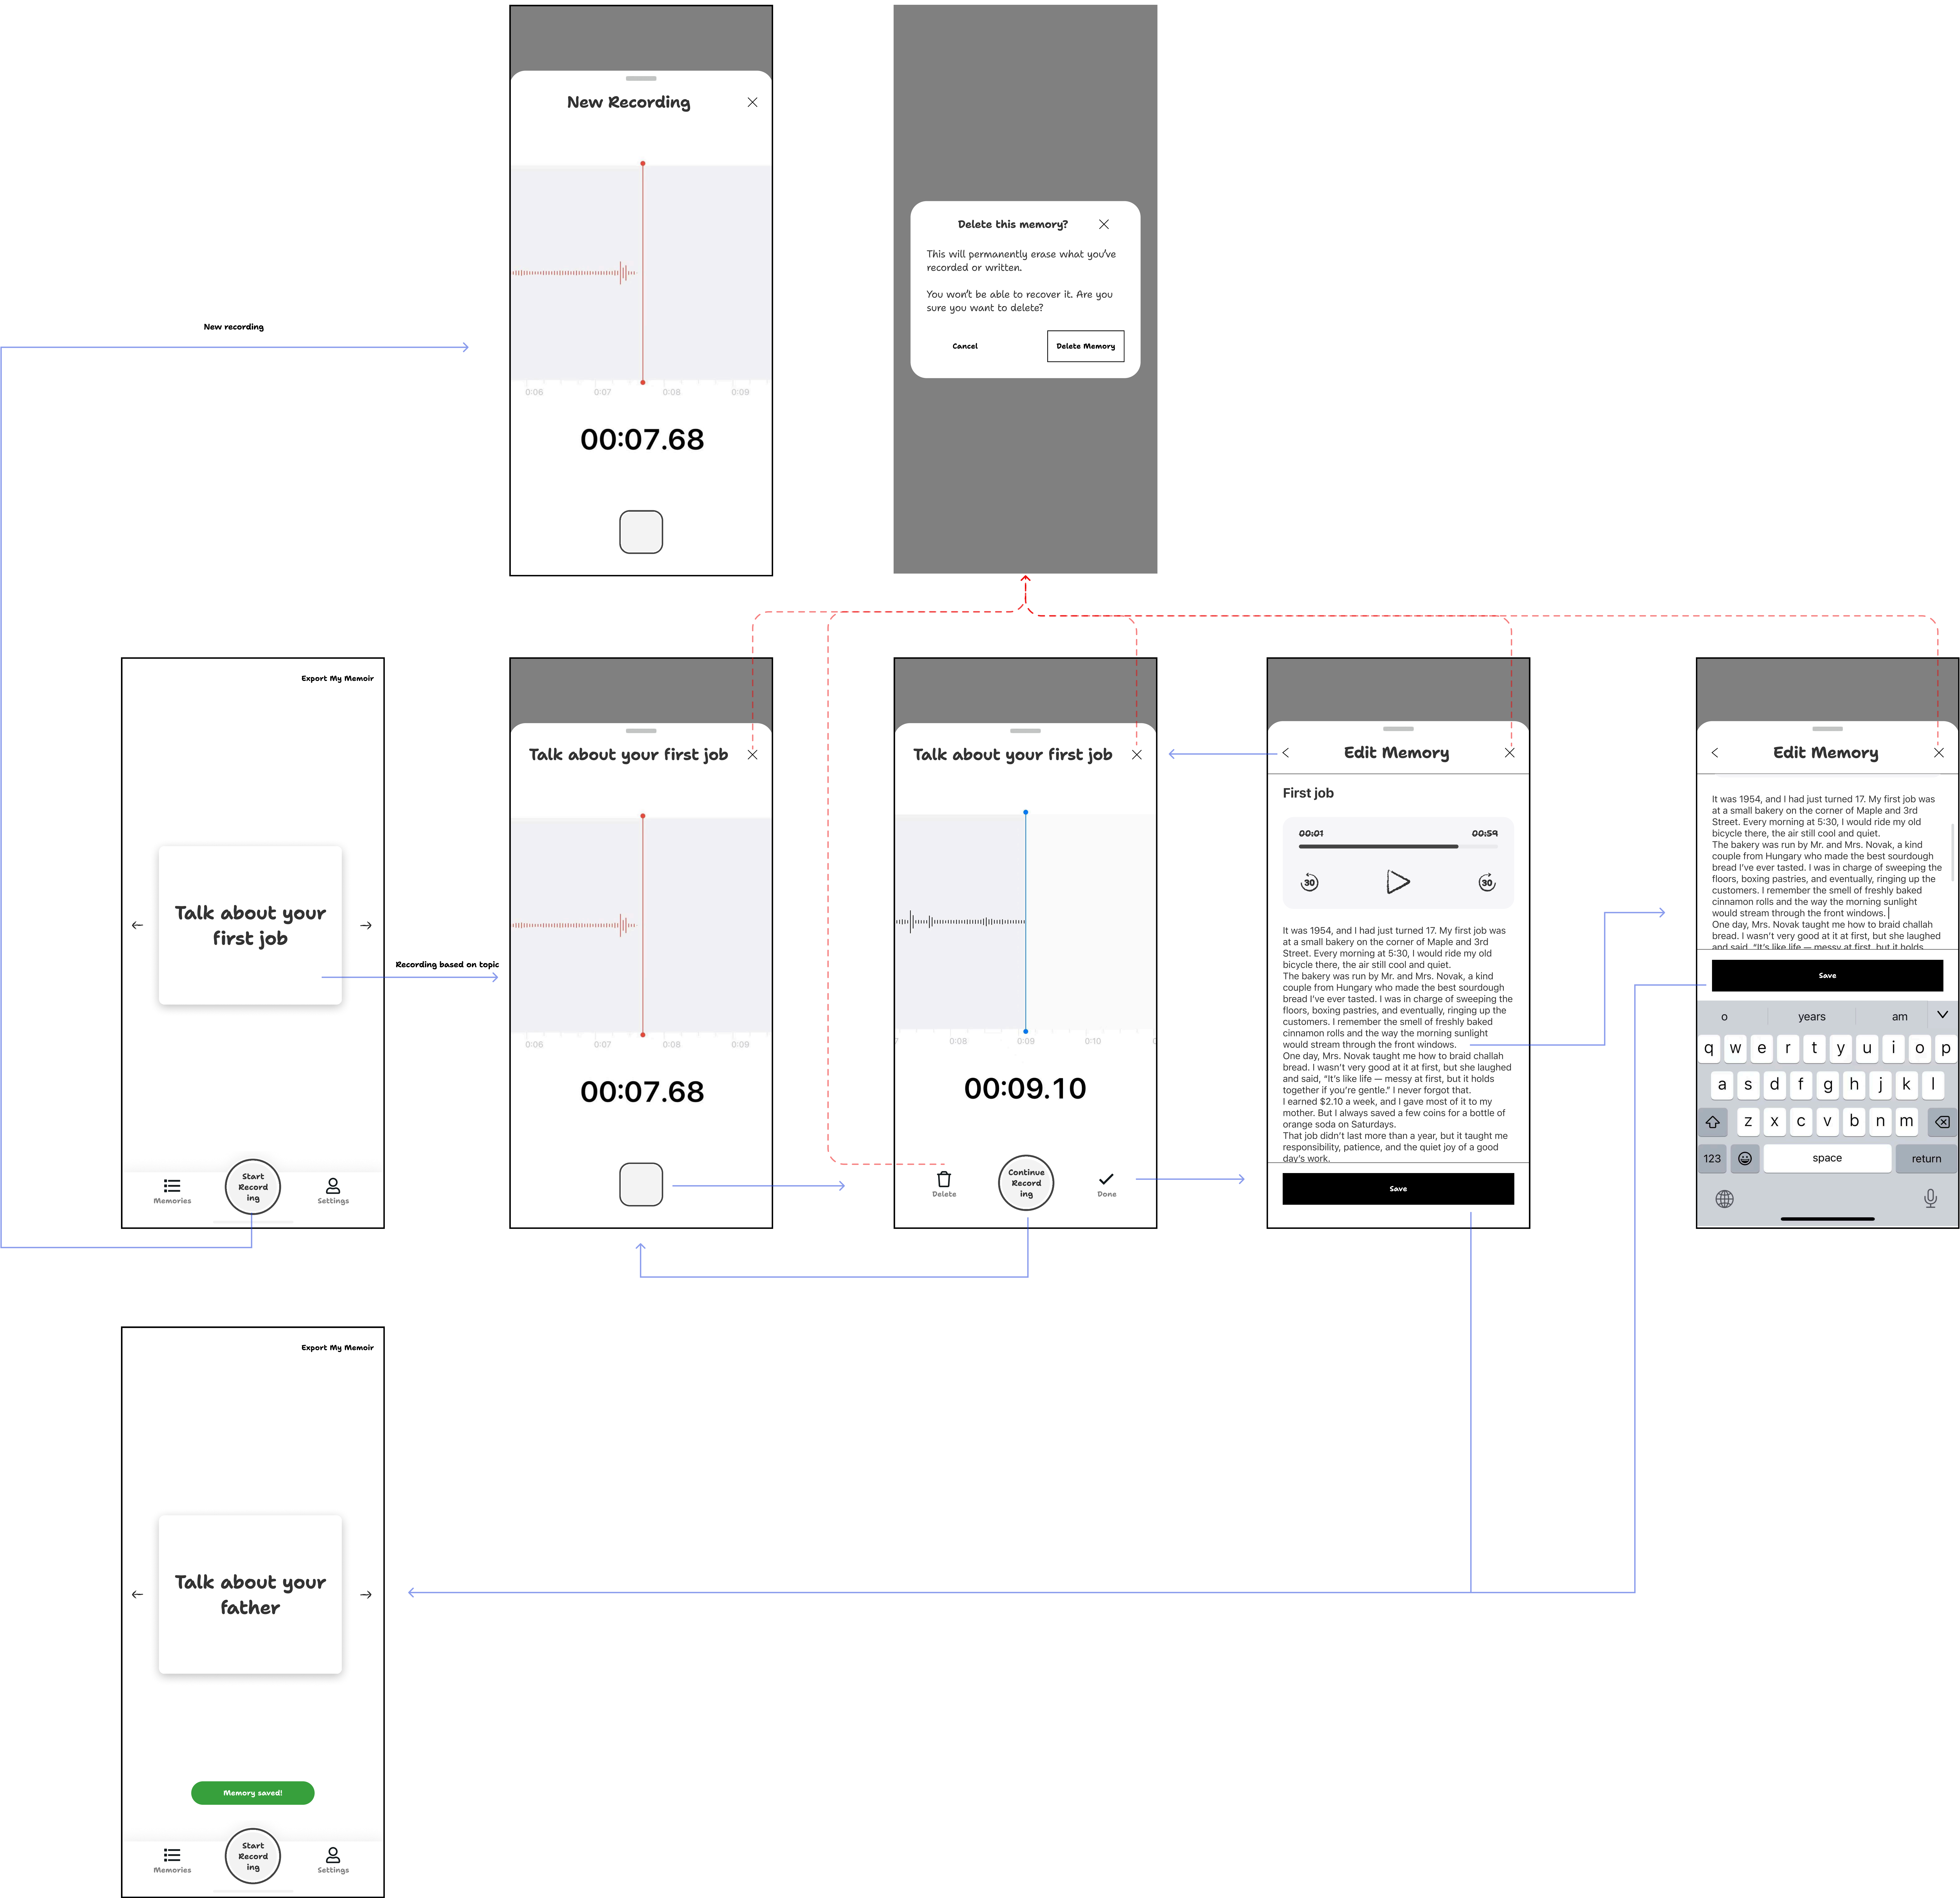 New Recording
0:06 0:07 0:08 0:09
00:07.68
Delete this memory?
This will permanently erase what you've
recorded or written.
You won't be able to recover it. Are you
sure you want to delete?
Cancel
Delete Memory
New recording
Export My Memoir
Talk about your
first job
Recording based on topic
Memories
Start
Record
ing
Settings
Talk about your first job
0:06 0:07 0:08 0:09
00:07.68
Talk about your first job
0:08 0:09 0:10
00:09.10
Delete
Continue
Record
ing
Done
Edit Memory
First job
00:01 00:59
30 30
It was 1954, and I had just turned 17. My first job was
at a small bakery on the corner of Maple and 3rd
Street. Every morning at 5:30, I would ride my old
bicycle there, the air still cool and quiet.
The bakery was run by Mr. and Mrs. Novak, a kind
couple from Hungary who made the best sourdough
bread I've ever tasted. I was in charge of sweeping the
floors, boxing pastries, and eventually, ringing up the
customers. I remember the smell of freshly baked
cinnamon rolls and the way the morning sunlight
would stream through the front windows.
One day, Mrs. Novak taught me how to braid challah
bread. I wasn't very good at it at first, but she laughed
and said, “It's like life — messy at first, but it holds
together if you're gentle.” I never forgot that.
I earned $2.10 a week, and I gave most of it to my
mother. But I always saved a few coins for a bottle of
orange soda on Saturdays.
That job didn't last more than a year, but it taught me
responsibility, patience, and the quiet joy of a good
day's work.
Save
Edit Memory
It was 1954, and I had just turned 17. My first job was
at a small bakery on the corner of Maple and 3rd
Street. Every morning at 5:30, I would ride my old
bicycle there, the air still cool and quiet.
The bakery was run by Mr. and Mrs. Novak, a kind
couple from Hungary who made the best sourdough
bread I've ever tasted. I was in charge of sweeping the
floors, boxing pastries, and eventually, ringing up the
customers. I remember the smell of freshly baked
cinnamon rolls and the way the morning sunlight
would stream through the front windows.
One day, Mrs. Novak taught me how to braid challah
bread. I wasn't very good at it at first, but she laughed
and said, “It's like life — messy at first, but it holds
Save
o years am
q w e r t y u i o p
a s d f g h j k l
z x c v b n m
123 space return
Export My Memoir
Talk about your
father
Memory saved!
Memories
Start
Record
ing
Settings